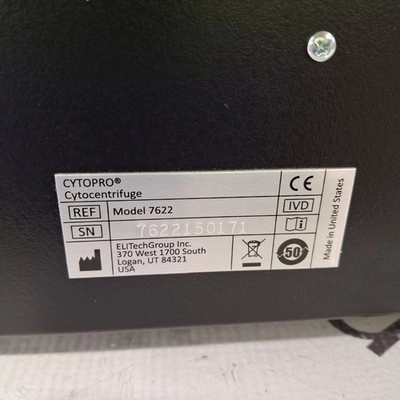 CYTOPRO®
Cytocentrifuge
REF Model 7622
SN 7622150171
ELITechGroup Inc.
370 West 1700 South
Logan, UT 84321
USA
CE
IVD
i
50
Made in United States